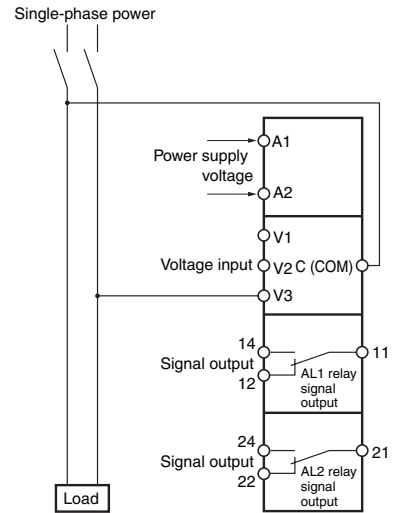 Single-phase power
A1
Power supply
voltage
A2
V1
Voltage input V2 C (COM)
V3
14
11
Signal output
12
AL1 relay
signal
output
24
21
Signal output
22
AL2 relay
signal
output
Load